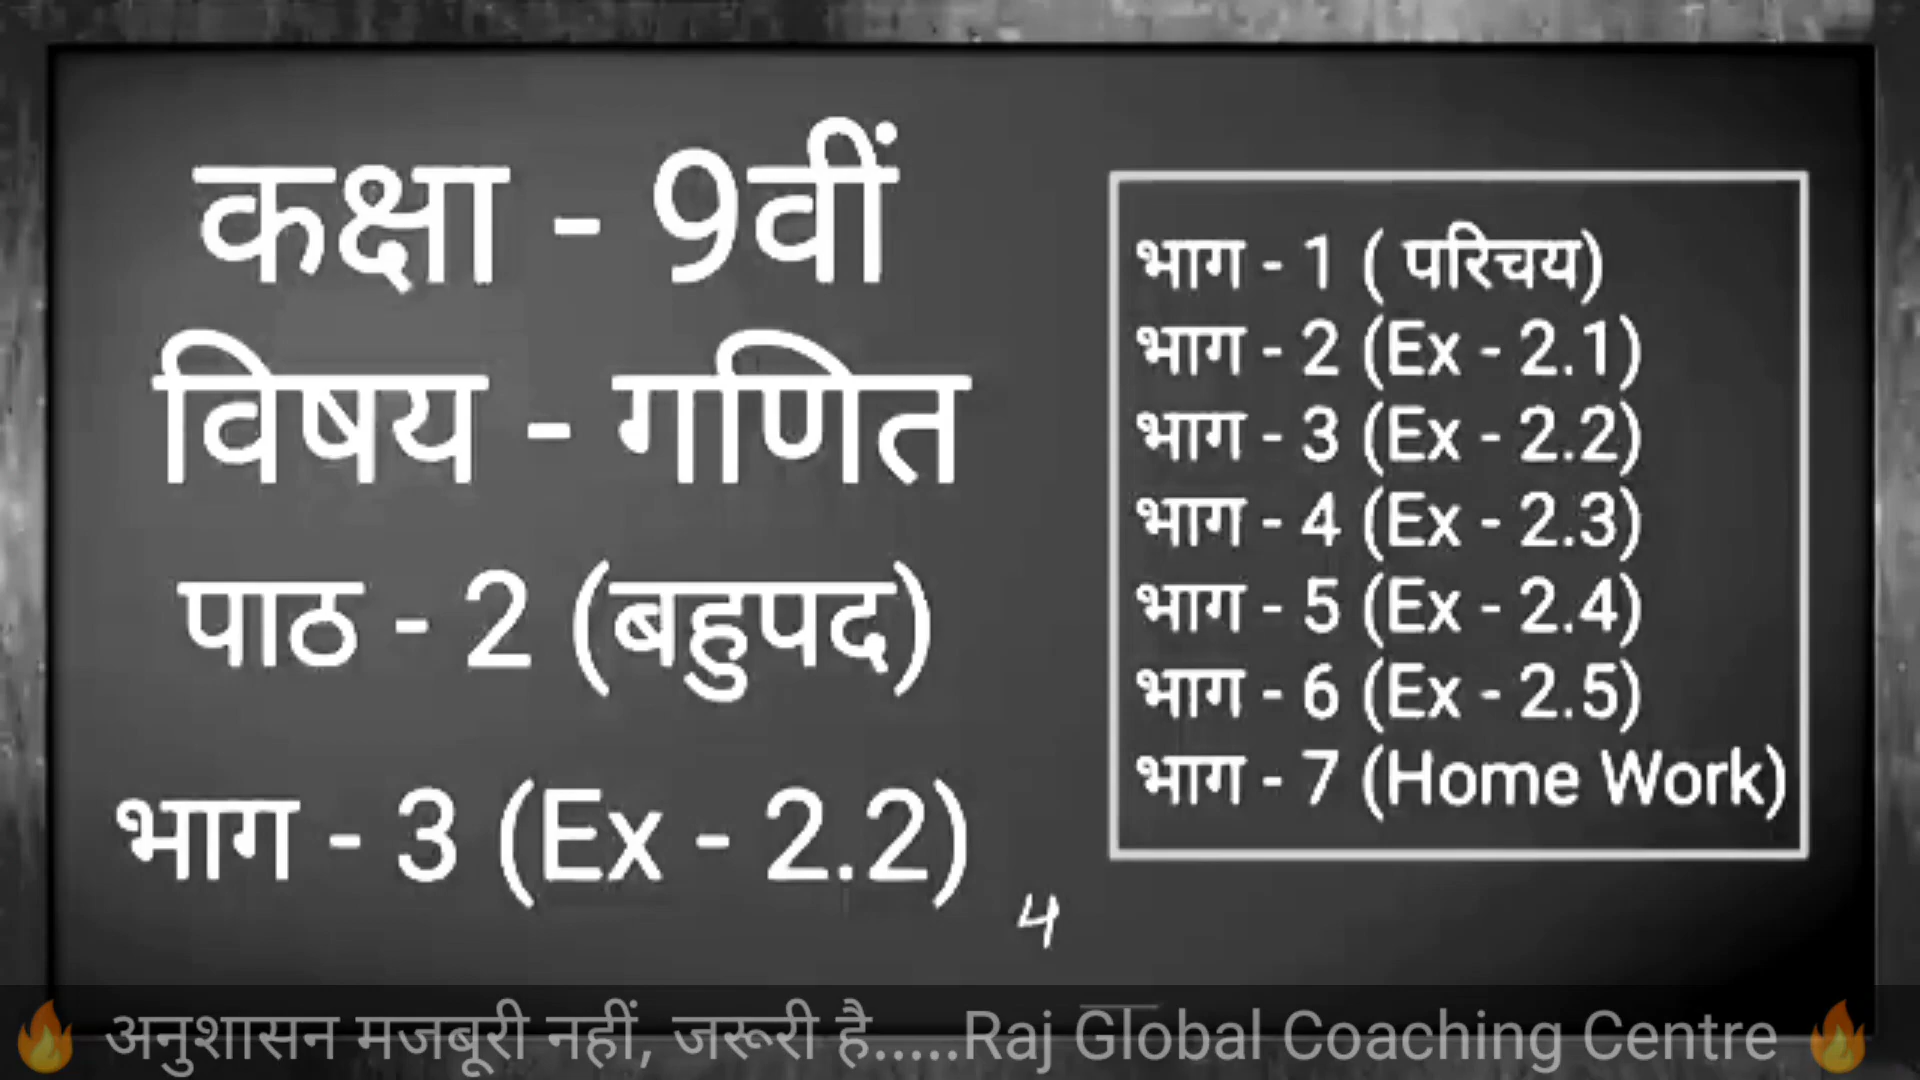 कक्षा - 9वीं
विषय - गणित
पाठ - 2 (बहुपद)
भाग - 3 (Ex - 2.2)
4
भाग - 1 ( परिचय)
भाग - 2 (Ex - 2.1)
भाग - 3 (Ex - 2.2)
भाग - 4 (Ex - 2.3)
भाग - 5 (Ex - 2.4)
भाग - 6 (Ex - 2.5)
भाग - 7 (Home Work)
🔥 अनुशासन मजबूरी नहीं, जरूरी है.....Raj Global Coaching Centre 🔥